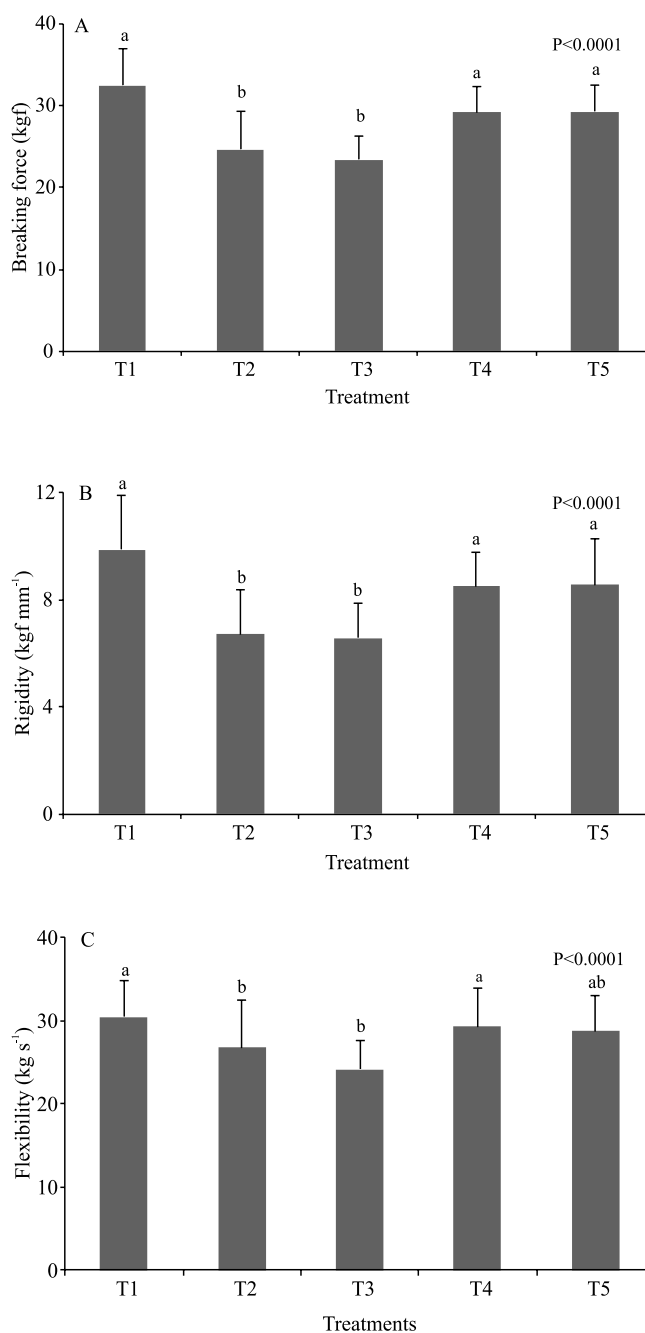 A
40
30
20
10
0
Breaking force (kgf)
a
b
b
a
a
P<0.0001
T1 T2 T3 T4 T5
Treatment
B
12
8
4
0
Rigidity (kgf mm⁻¹)
a
b
b
a
a
P<0.0001
T1 T2 T3 T4 T5
Treatment
C
40
30
20
10
0
Flexibility (kg s⁻¹)
a
b
b
a
ab
P<0.0001
T1 T2 T3 T4 T5
Treatments